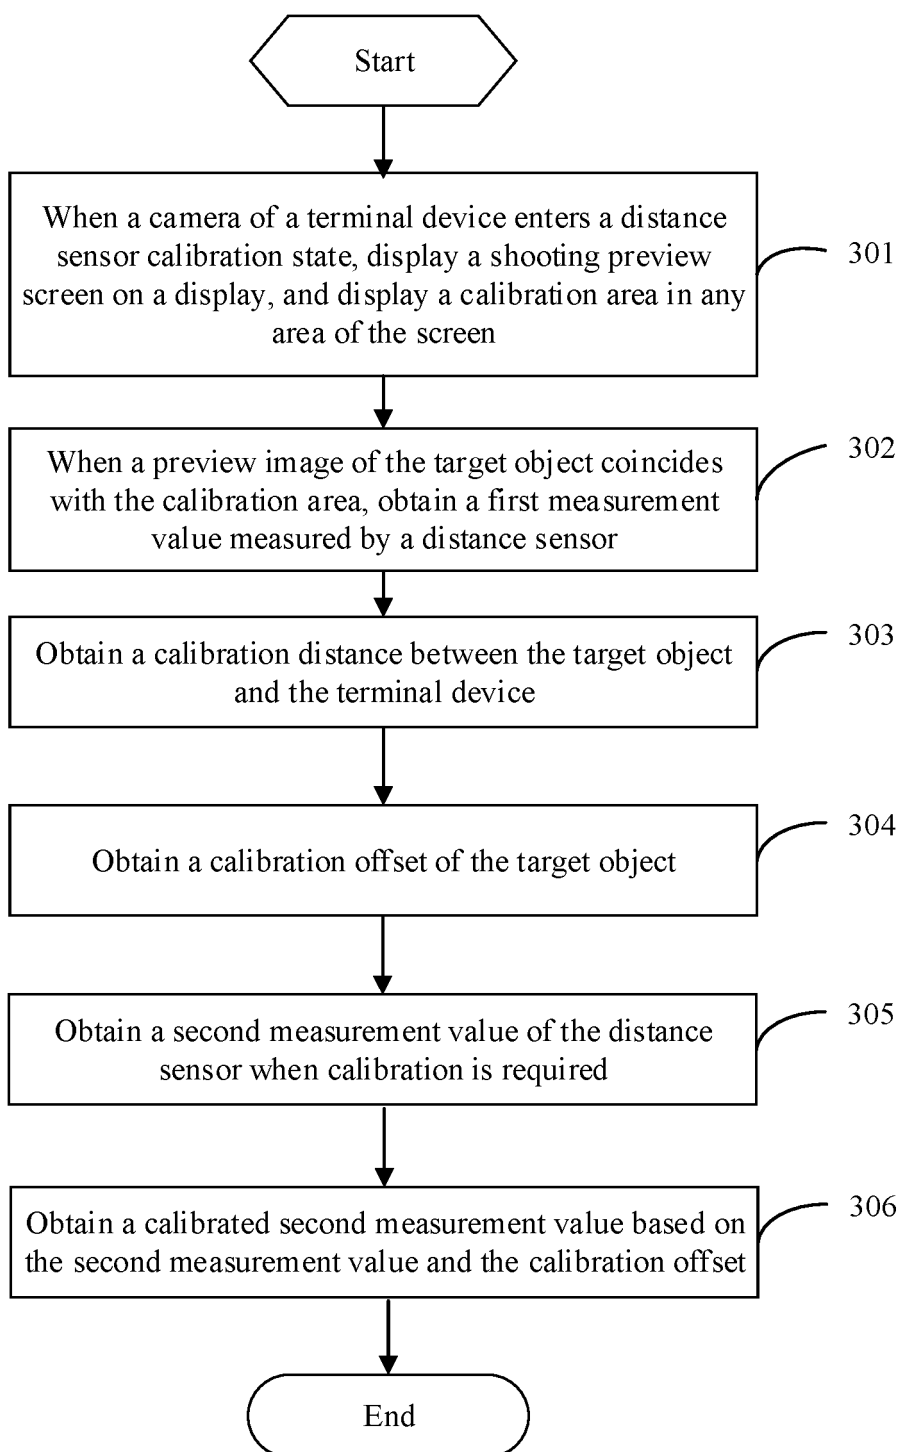 Start
When a camera of a terminal device enters a distance
sensor calibration state, display a shooting preview
screen on a display, and display a calibration area in any
area of the screen
301
When a preview image of the target object coincides
with the calibration area, obtain a first measurement
value measured by a distance sensor
302
Obtain a calibration distance between the target object
and the terminal device
303
Obtain a calibration offset of the target object
304
Obtain a second measurement value of the distance
sensor when calibration is required
305
Obtain a calibrated second measurement value based on
the second measurement value and the calibration offset
306
End